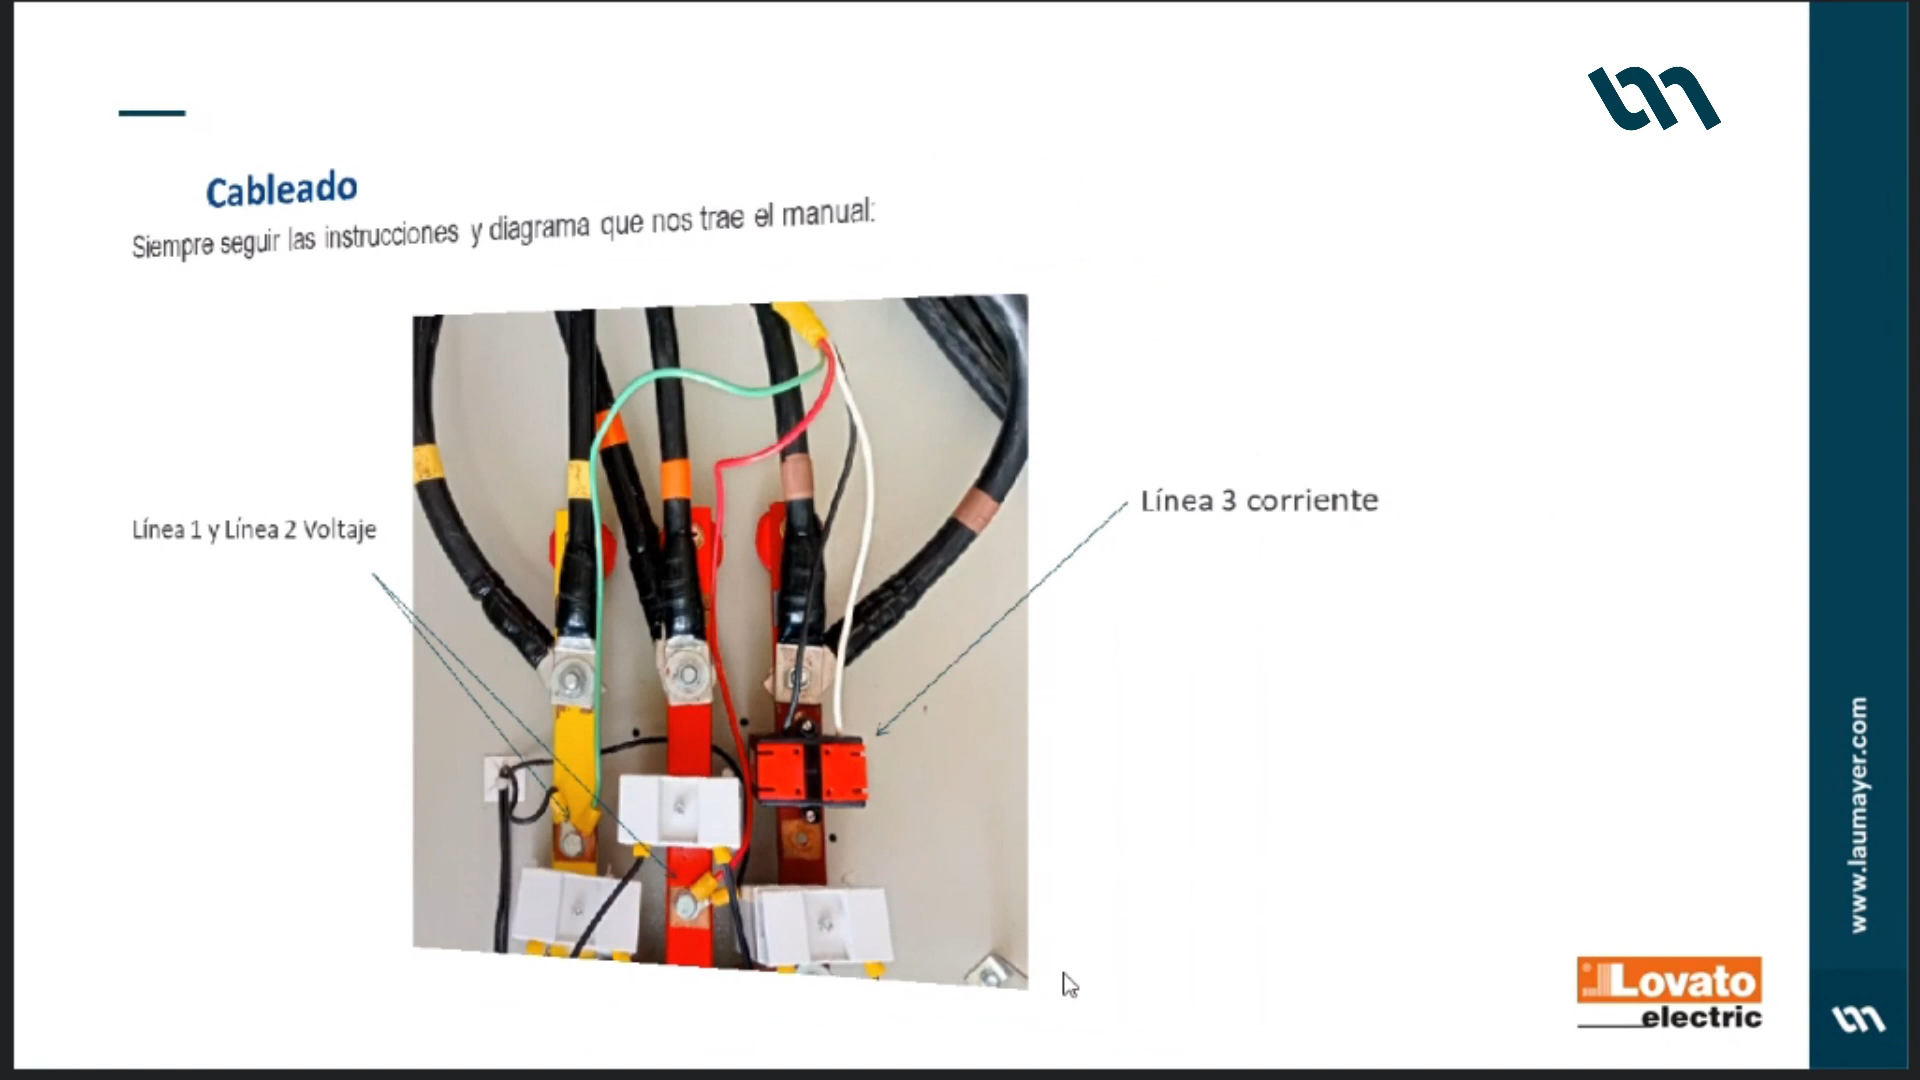 Cableado
Siempre seguir las instrucciones y diagrama que nos trae el manual:
Línea 1 y Línea 2 Voltaje
Línea 3 corriente
www.laumayer.com
Lovato
electric